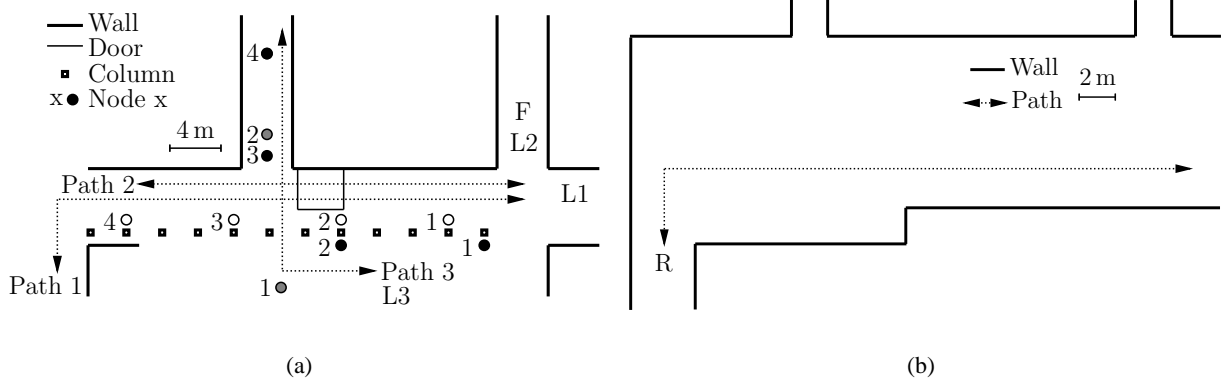 Wall
Door
Column
x Node x
4 m
4
2
3
F
L2
Path 2
L1
4
3
2
1
2
1
Path 1
1
Path 3
L3
Wall
2 m
Path
R
(a)
(b)